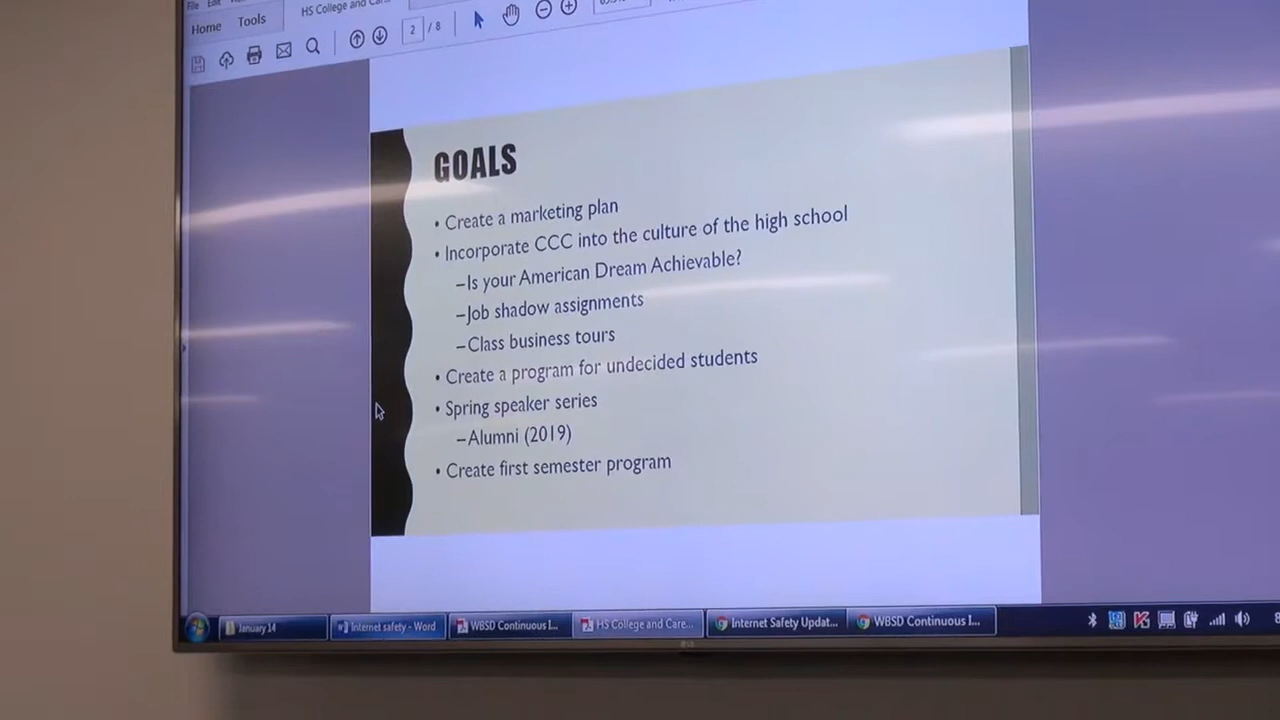 File Edit
Home Tools HS College and Car...
2 / 8
GOALS
• Create a marketing plan
• Incorporate CCC into the culture of the high school
–Is your American Dream Achievable?
–Job shadow assignments
–Class business tours
• Create a program for undecided students
• Spring speaker series
–Alumni (2019)
• Create first semester program
January 14 Internet safety - Word WBSD Continuous I... HS College and Care... Internet Safety Updat... WBSD Continuous I...
LG